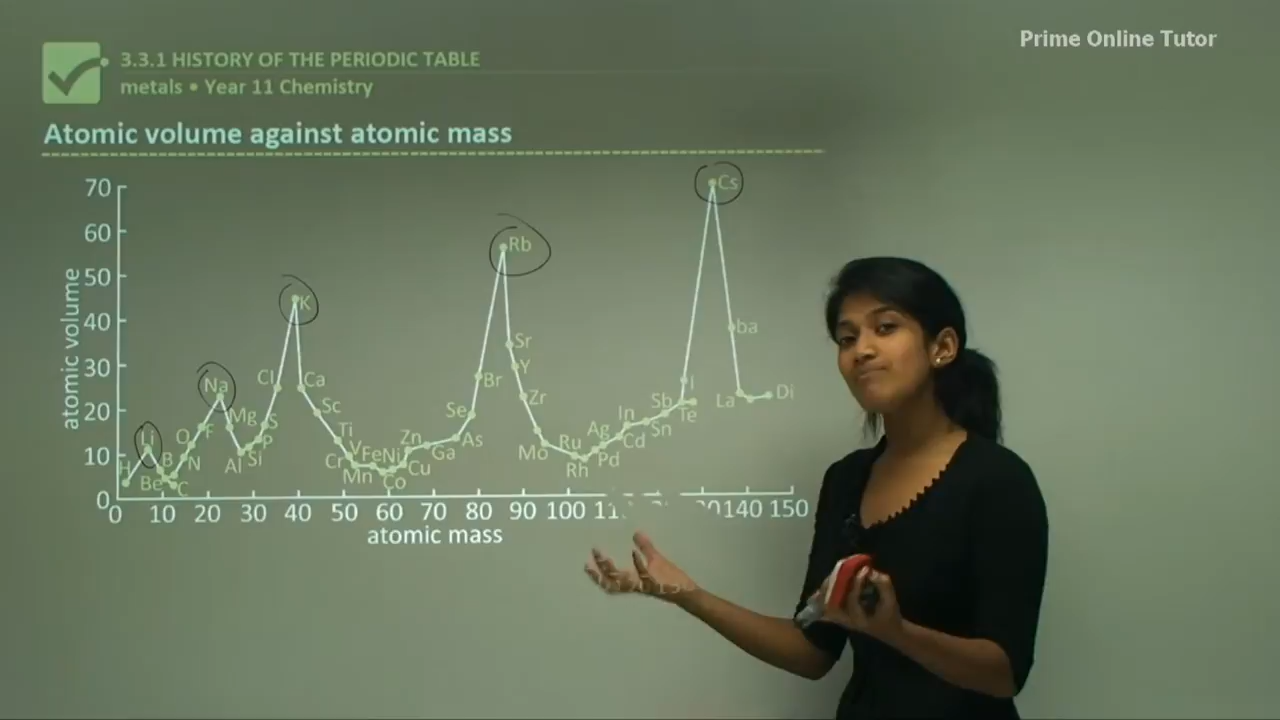 Prime Online Tutor
3.3.1 HISTORY OF THE PERIODIC TABLE
metals • Year 11 Chemistry
Atomic volume against atomic mass
70
60
50
40
30
20
10
0
atomic volume
H
Li
Be
B
C
N
O
F
Na
Mg
Al
Si
P
S
Cl
K
Ca
Sc
Ti
V
Cr
Mn
Fe
Co
Ni
Cu
Zn
Ga
As
Se
Br
Rb
Sr
Y
Zr
Mo
Ru
Rh
Pd
Ag
Cd
In
Sn
Sb
Te
I
Cs
ba
La
Di
0 10 20 30 40 50 60 70 80 90 100 140 150
atomic mass